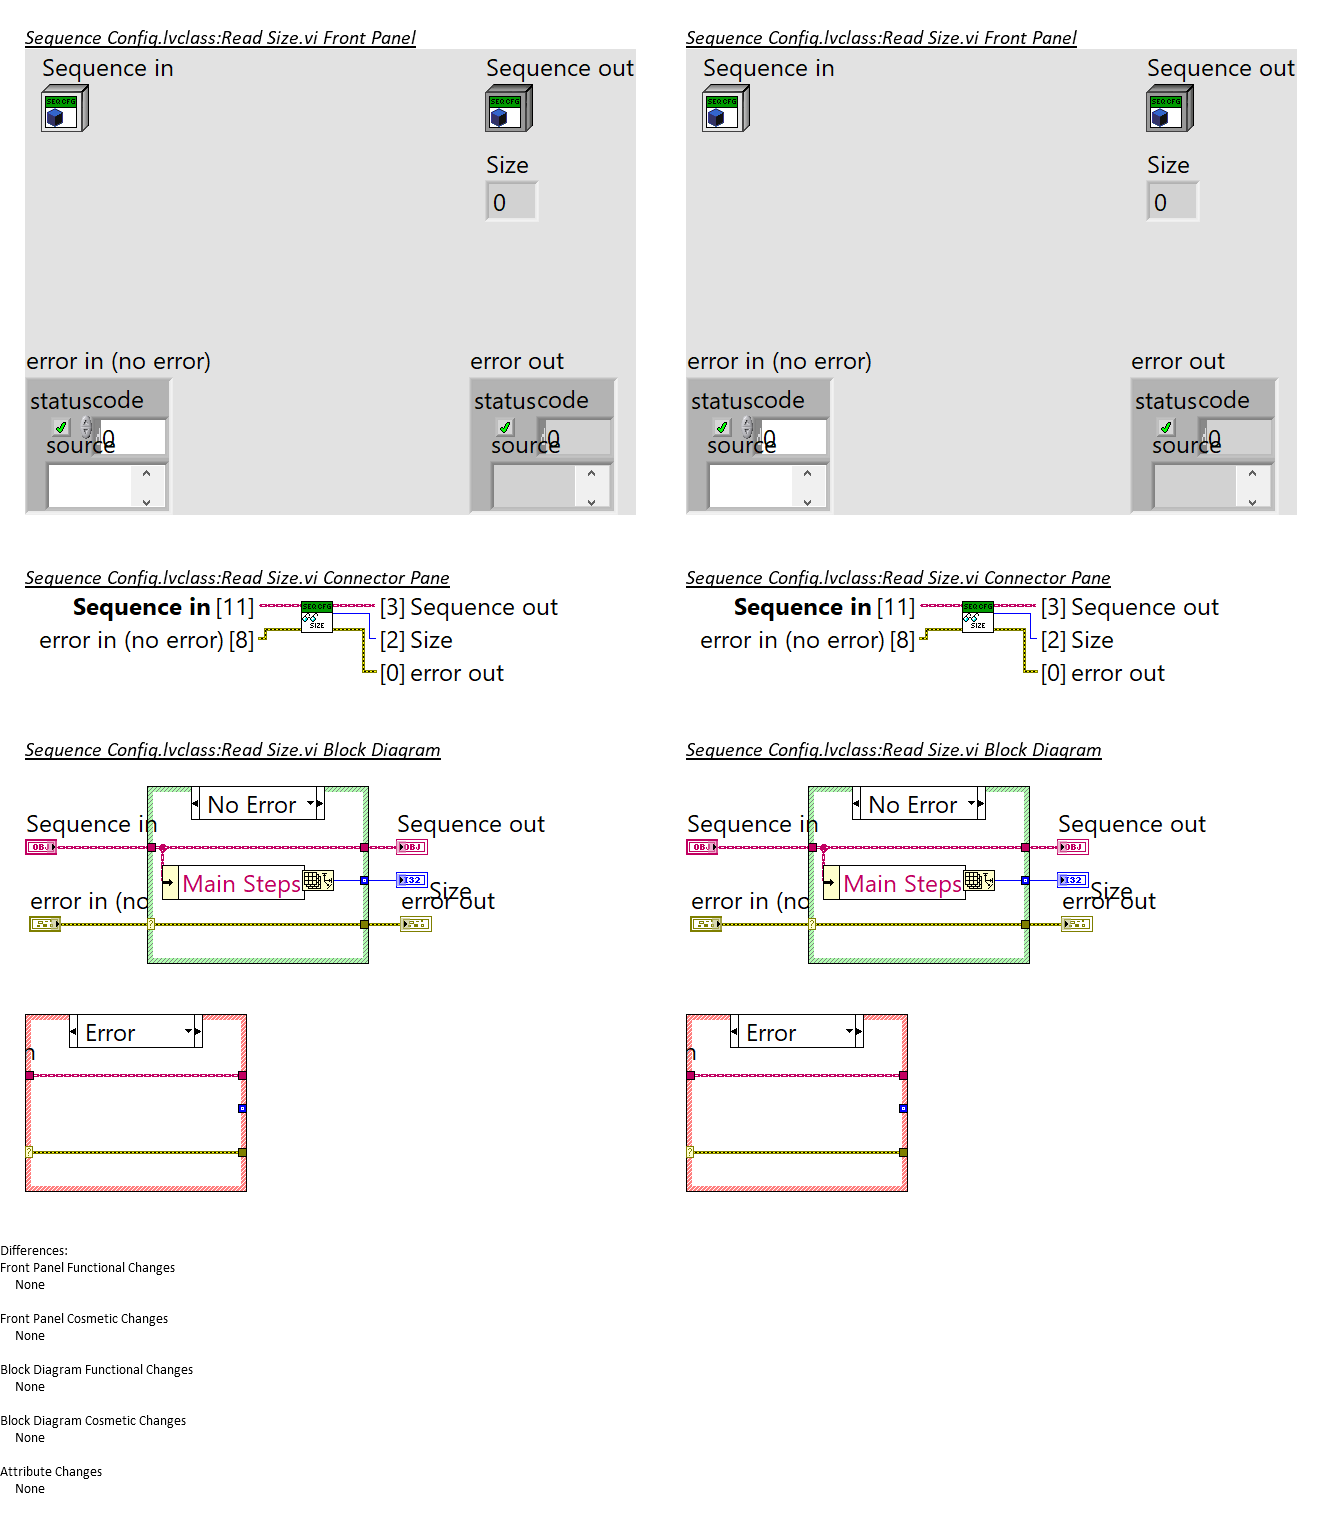 Sequence Config.lvclass:Read Size.vi Front Panel
Sequence in
Sequence out
SEQ CFG
SEQ CFG
Size
0
error in (no error)
error out
status code
status code
0
0
source
source
Sequence Config.lvclass:Read Size.vi Connector Pane
Sequence in [11]
SEQ CFG
SIZE
[3] Sequence out
error in (no error) [8]
[2] Size
[0] error out
Sequence Config.lvclass:Read Size.vi Block Diagram
No Error
Sequence in
Sequence out
OBJ
OBJ
Main Steps
I32
Size
error in (no
error out
?
Error
n
?
Sequence Config.lvclass:Read Size.vi Front Panel
Sequence in
Sequence out
SEQ CFG
SEQ CFG
Size
0
error in (no error)
error out
status code
status code
0
0
source
source
Sequence Config.lvclass:Read Size.vi Connector Pane
Sequence in [11]
SEQ CFG
SIZE
[3] Sequence out
error in (no error) [8]
[2] Size
[0] error out
Sequence Config.lvclass:Read Size.vi Block Diagram
No Error
Sequence in
Sequence out
OBJ
OBJ
Main Steps
I32
Size
error in (no
error out
?
Error
n
?
Differences:
Front Panel Functional Changes
None
Front Panel Cosmetic Changes
None
Block Diagram Functional Changes
None
Block Diagram Cosmetic Changes
None
Attribute Changes
None